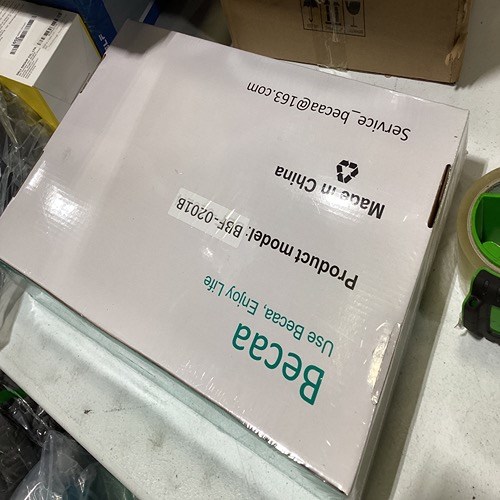 Becaa
Use Becaa, Enjoy Life
Product model: BBF-0201B
Made in China
Service_becaa@163.com